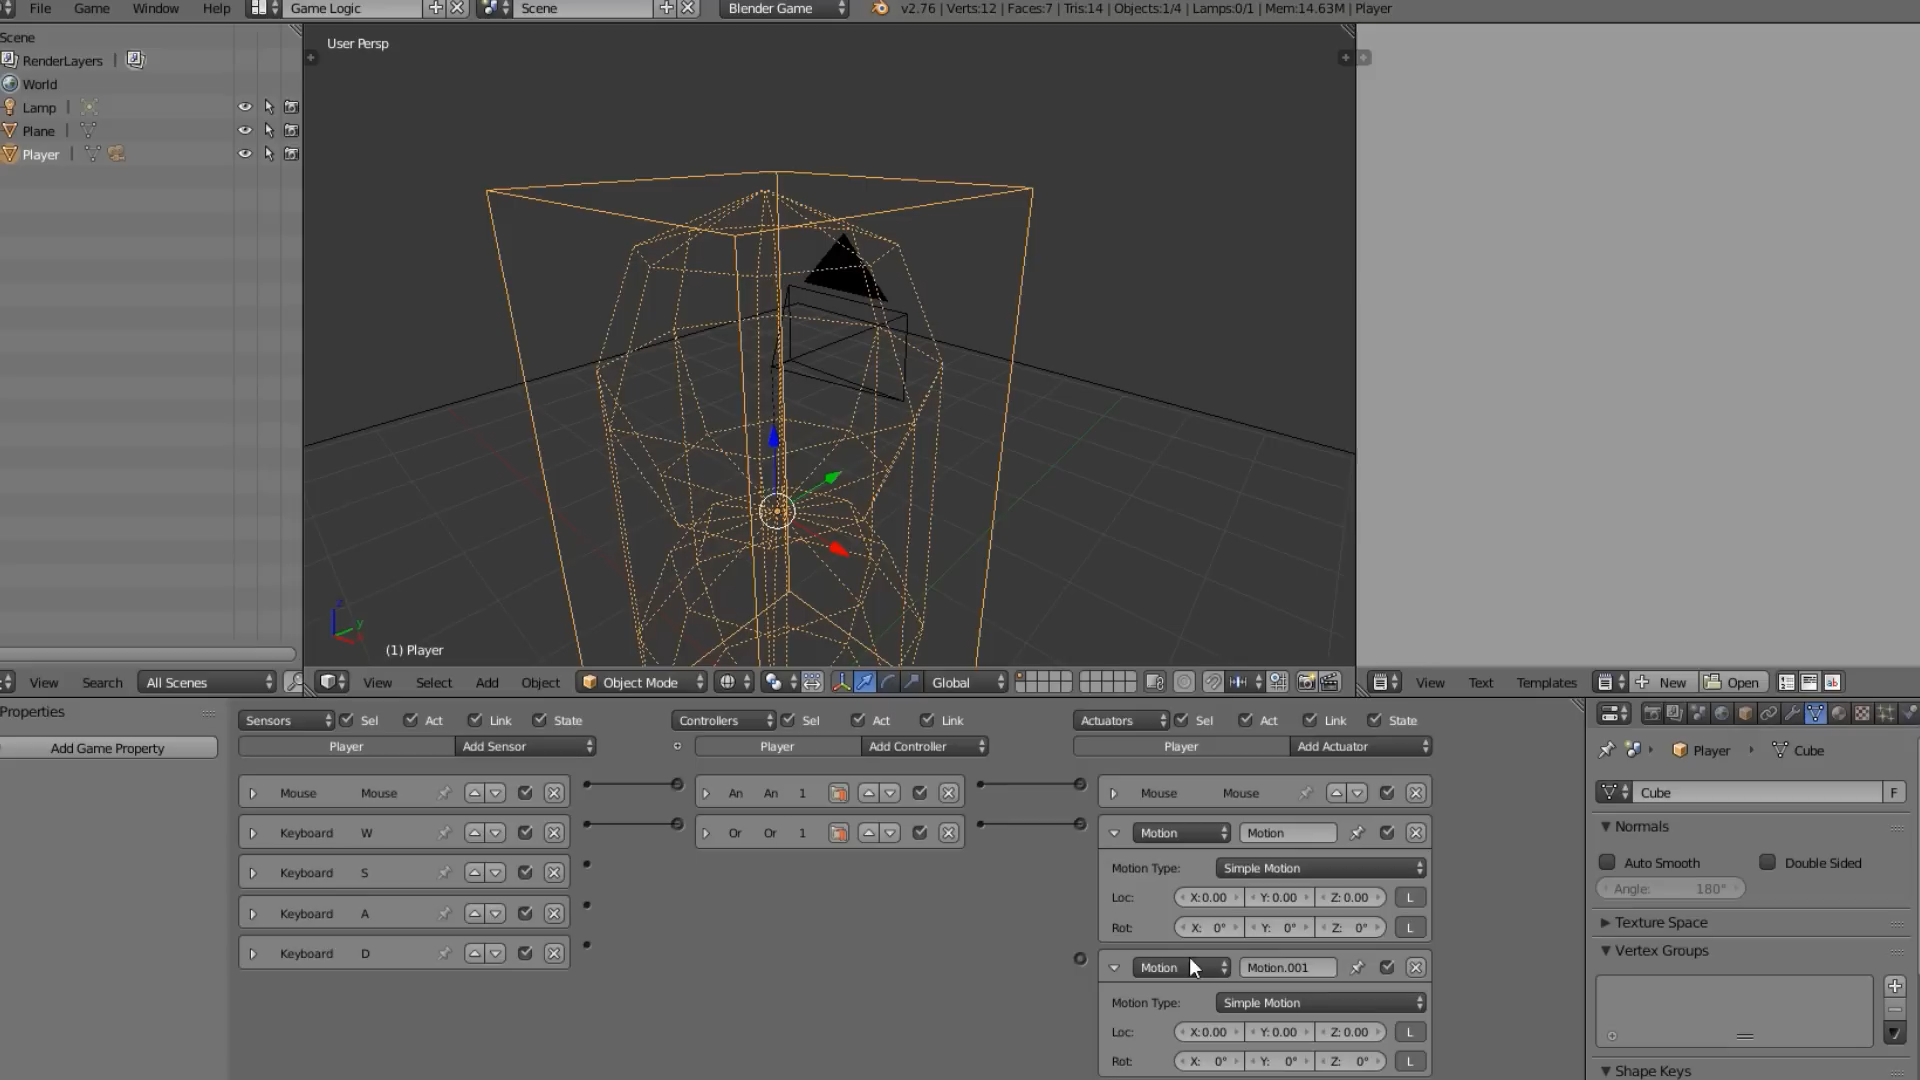 File Game Window Help Game Logic Scene Blender Game v2.76 | Verts:12 | Faces:7 | Tris:14 | Objects:1/4 | Lamps:0/1 | Mem:14.63M | Player
Scene
RenderLayers |
World
Lamp |
Plane |
Player |
User Persp
(1) Player
View Search All Scenes
View Select Add Object Object Mode Global
View Text Templates New Open
Properties
Add Game Property
Sensors Sel Act Link State
Player Add Sensor
Mouse Mouse
Keyboard W
Keyboard S
Keyboard A
Keyboard D
Controllers Sel Act Link
Player Add Controller
An An 1
Or Or 1
Actuators Sel Act Link State
Player Add Actuator
Mouse Mouse
Motion Motion
Motion Type: Simple Motion
Loc: X:0.00 Y:0.00 Z:0.00 L
Rot: X: 0° Y: 0° Z: 0° L
Motion Motion.001
Motion Type: Simple Motion
Loc: X:0.00 Y:0.00 Z:0.00 L
Rot: X: 0° Y: 0° Z: 0° L
Player Cube
Cube F
Normals
Auto Smooth Double Sided
Angle: 180°
Texture Space
Vertex Groups
Shape Keys